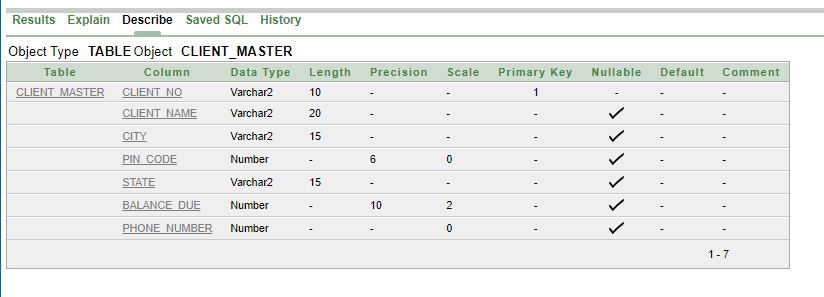 Results Explain Describe Saved SQL History
Object Type TABLE Object CLIENT_MASTER
Table Column Data Type Length Precision Scale Primary Key Nullable Default Comment
CLIENT_MASTER CLIENT_NO Varchar2 10 - - 1 - - -
CLIENT_NAME Varchar2 20 - - - ✓ - -
CITY Varchar2 15 - - - ✓ - -
PIN_CODE Number - 6 0 - ✓ - -
STATE Varchar2 15 - - - ✓ - -
BALANCE_DUE Number - 10 2 - ✓ - -
PHONE_NUMBER Number - - 0 - ✓ - -
1 - 7